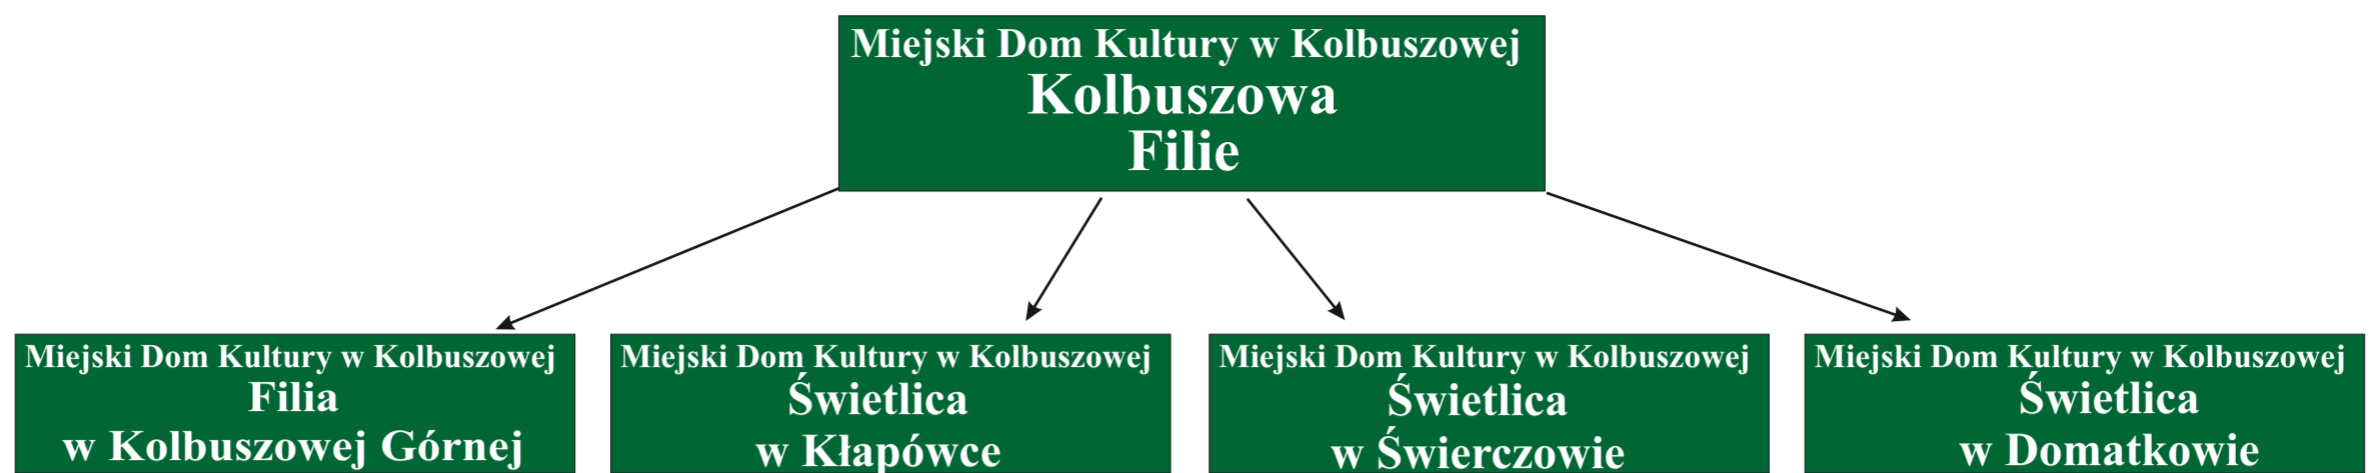 Miejski Dom Kultury w Kolbuszowej
Kolbuszowa
Filie
Miejski Dom Kultury w Kolbuszowej
Filia
w Kolbuszowej Górnej
Miejski Dom Kultury w Kolbuszowej
Świetlica
w Kłapówce
Miejski Dom Kultury w Kolbuszowej
Świetlica
w Świerczowie
Miejski Dom Kultury w Kolbuszowej
Świetlica
w Domatkowie